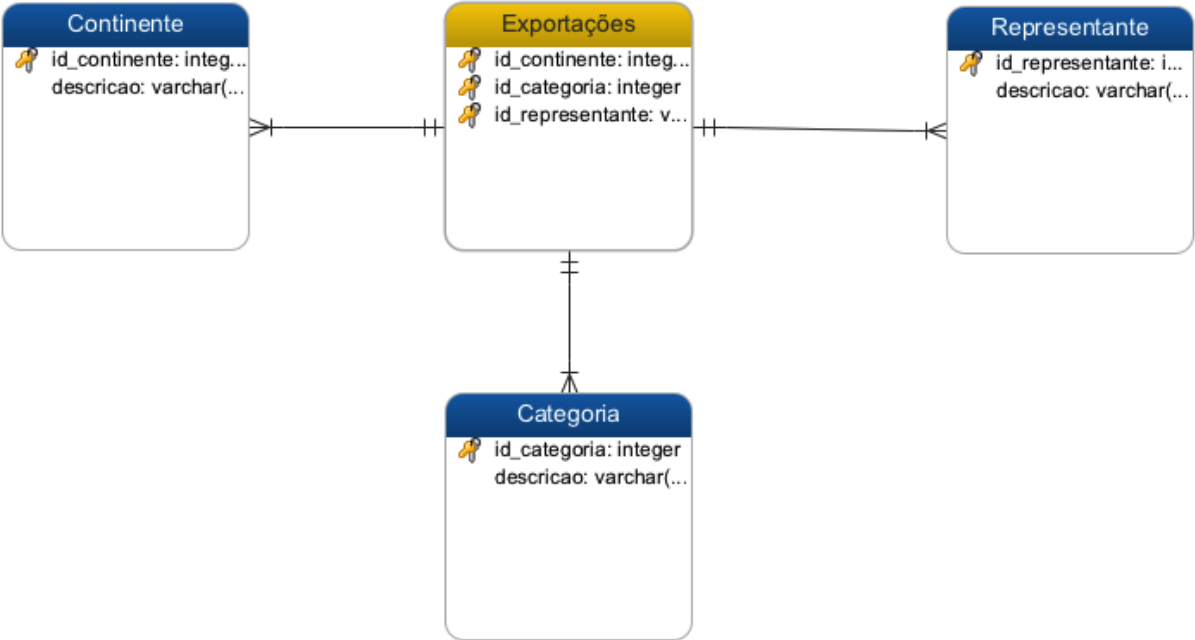 Continente
id_continente: integ...
descricao: varchar(...
Exportações
id_continente: integ...
id_categoria: integer
id_representante: v...
Representante
id_representante: i...
descricao: varchar(...
Categoria
id_categoria: integer
descricao: varchar(...